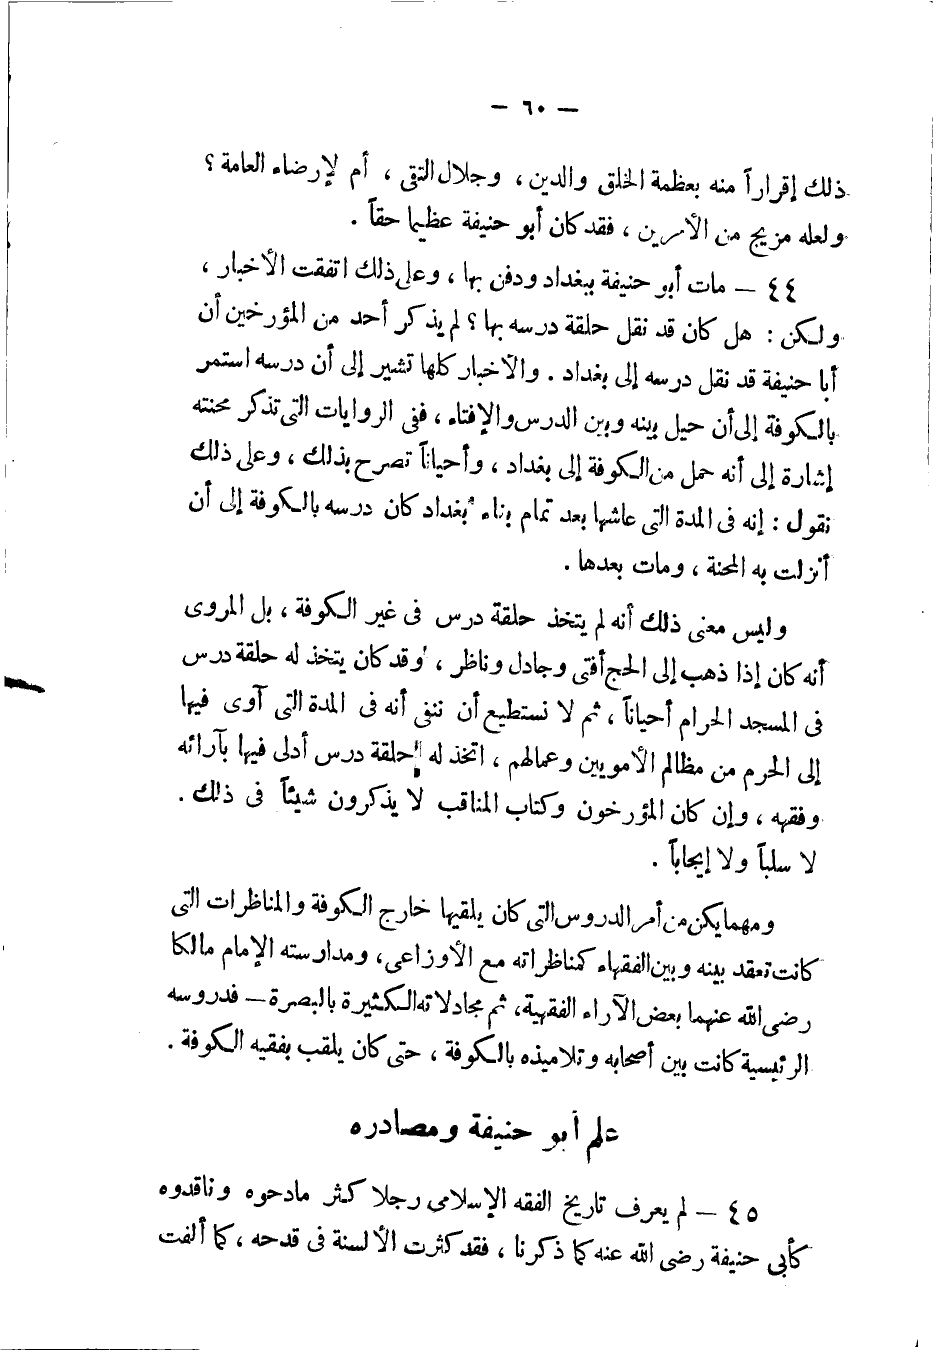 — ٦٠ —
ذلك إقراراً منه بعظمة الخلق والدين ، وجلال التقى ، أم لإرضاء العامة ؟
ولعله مزيج من الأمرين ، فقد كان أبو حنيفة عظيما حقاً .
٤٤ — مات أبو حنيفة ببغداد ودفن بها ، وعلى ذلك اتفقت الأخبار ،
ولكن : هل كان قد نقل حلقة درسه بها ؟ لم يذكر أحد من المؤرخين أن
أبا حنيفة قد نقل درسه إلى بغداد . والأخبار كلها تشير إلى أن درسه استمر
بالكوفة إلى أن حيل بينه وبين الدرس والإفتاء ، ففى الروايات التى تذكر محنته
إشارة إلى أنه حمل من الكوفة إلى بغداد ، وأحياناً تصرح بذلك ، وعلى ذلك
نقول : إنه فى المدة التى عاشها بعد تمام بناء بغداد كان درسه بالكوفة إلى أن
أنزلت به المحنة ، ومات بعدها .
وليس معنى ذلك أنه لم يتخذ حلقة درس فى غير الكوفة ، بل المروى
أنه كان إذا ذهب إلى الحج أفتى وجادل وناظر ، وقد كان يتخذ له حلقة درس
فى المسجد الحرام أحياناً ، ثم لا نستطيع أن ننفى أنه فى المدة التى آوى فيها
إلى الحرم من مظالم الأمويين وعمالهم ، اتخذ له حلقة درس أدلى فيها بآرائه
وفقهه ، وإن كان المؤرخون وكتاب المناقب لا يذكرون شيئاً فى ذلك .
لا سلباً ولا إيجاباً .
ومهما يكن من أمر الدروس التى كان يلقيها خارج الكوفة والمناظرات التى
كانت تعقد بينه وبين الفقهاء كمناظراته مع الأوزاعى ، ومدارسته الإمام مالكا
رضى الله عنهما بعض الآراء الفقهية ، ثم مجادلاته الكثيرة بالبصرة — فدروسه
الرئيسية كانت بين أصحابه وتلاميذه بالكوفة ، حتى كان يلقب بفقيه الكوفة .
علم أبو حنيفة ومصادره
٤٥ — لم يعرف تاريخ الفقه الإسلامى رجلا كثر مادحوه وناقدوه
كأبى حنيفة رضى الله عنه كما ذكرنا ، فقد كثرت الألسنة فى قدحه ، كما ألفت